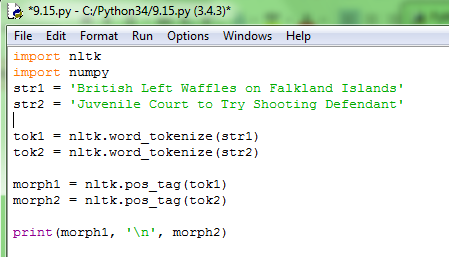 *9.15.py - C:/Python34/9.15.py (3.4.3)*
File Edit Format Run Options Windows Help
import nltk
import numpy
str1 = 'British Left Waffles on Falkland Islands'
str2 = 'Juvenile Court to Try Shooting Defendant'
tok1 = nltk.word_tokenize(str1)
tok2 = nltk.word_tokenize(str2)
morph1 = nltk.pos_tag(tok1)
morph2 = nltk.pos_tag(tok2)
print(morph1, '\n', morph2)